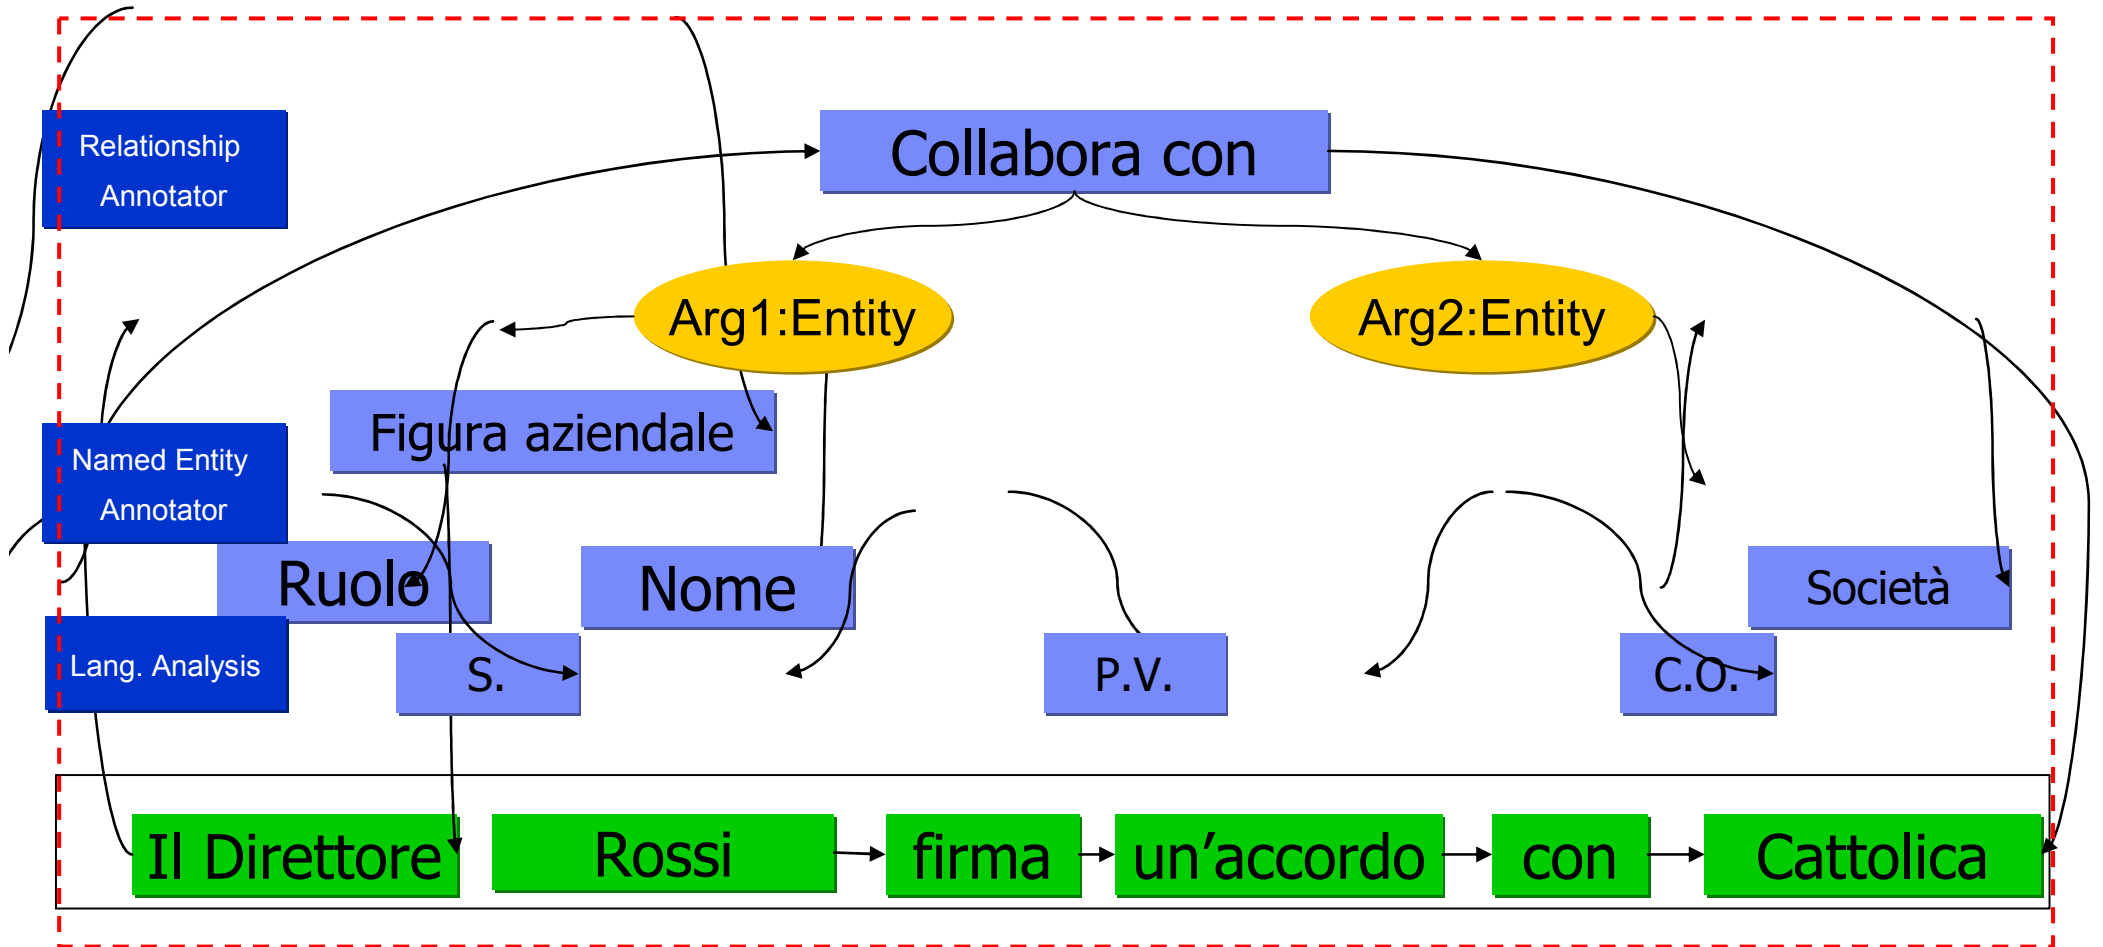 Relationship
Annotator
Collabora con
Arg1:Entity
Arg2:Entity
Named Entity
Annotator
Figura aziendale
Ruolo
Nome
Società
Lang. Analysis
S.
P.V.
C.O.
Il Direttore
Rossi
firma
un’accordo
con
Cattolica